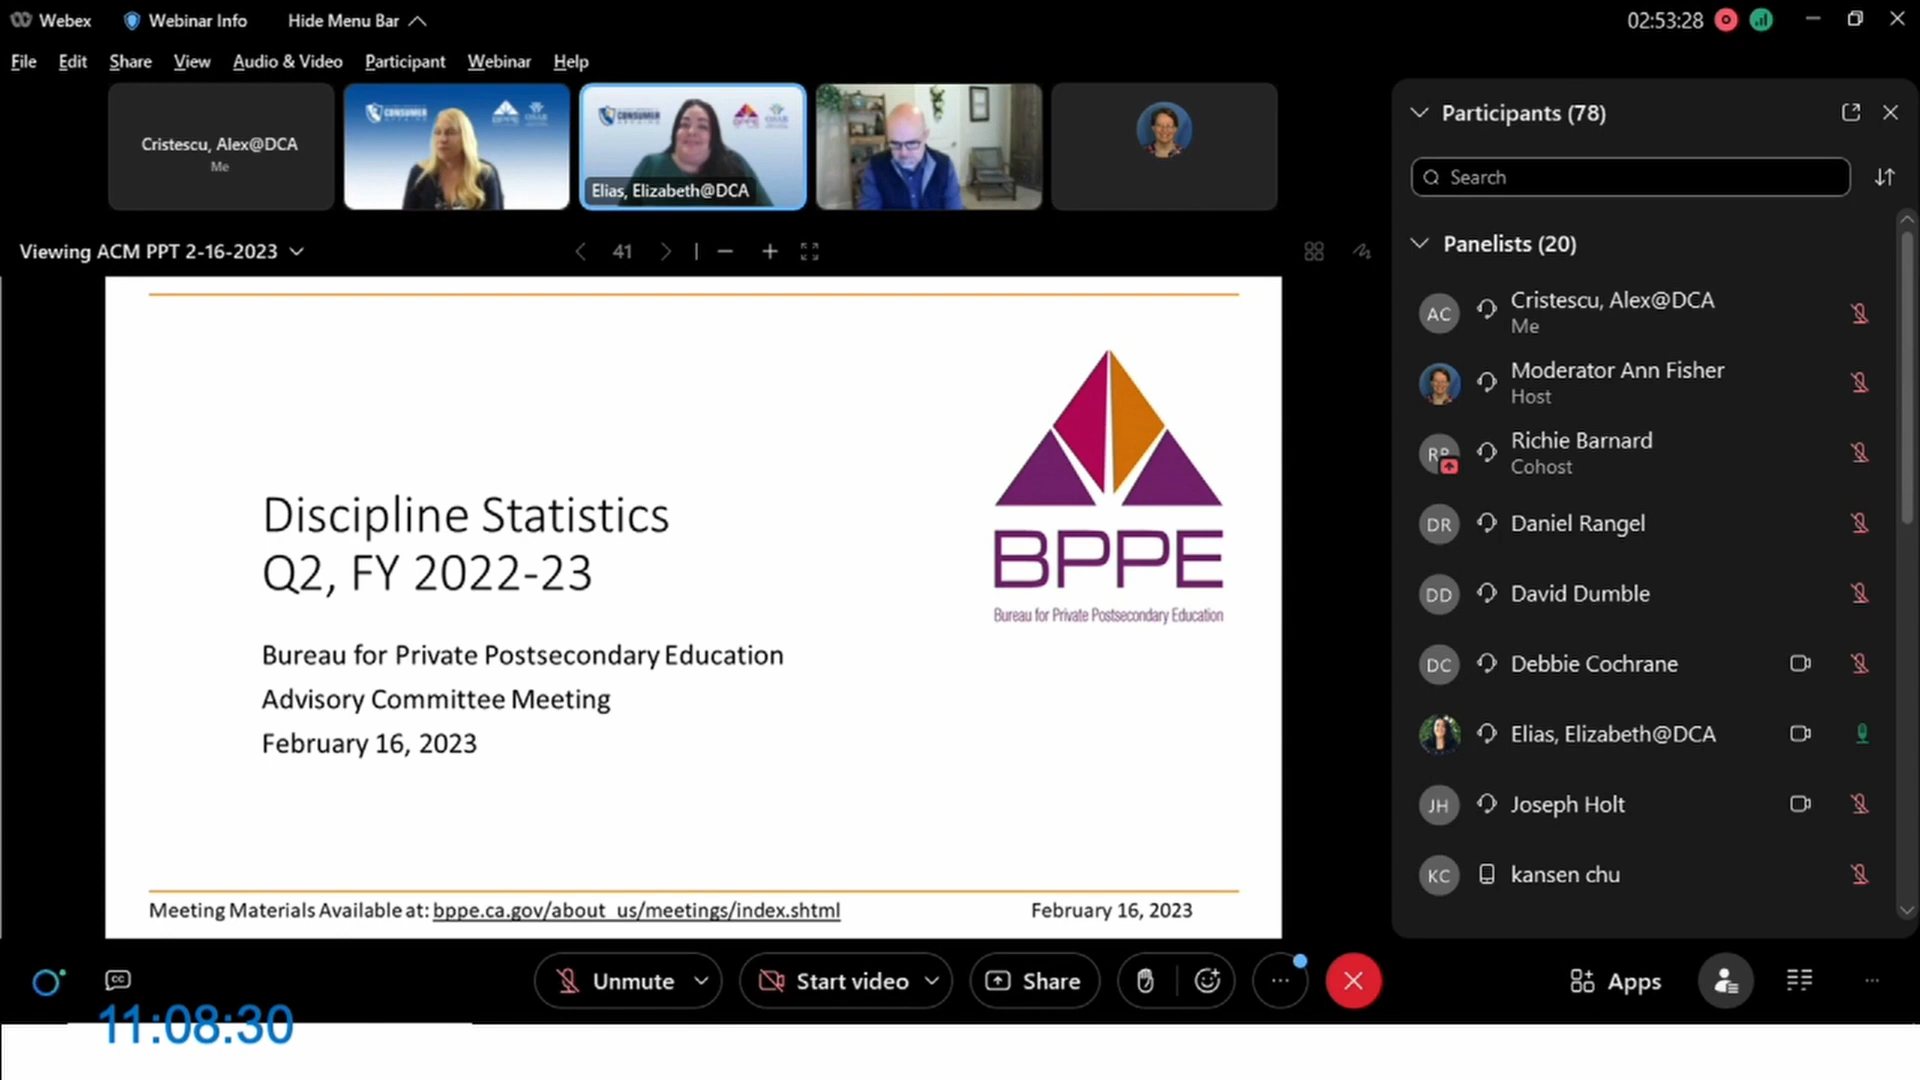 Webex
Webinar Info
Hide Menu Bar
02:53:28
File Edit Share View Audio & Video Participant Webinar Help
Cristescu, Alex@DCA
Me
CONSUMER
CONSUMER
BPPE
Elias, Elizabeth@DCA
Viewing ACM PPT 2-16-2023
41
Discipline Statistics
Q2, FY 2022-23
Bureau for Private Postsecondary Education
Advisory Committee Meeting
February 16, 2023
BPPE
Bureau for Private Postsecondary Education
Meeting Materials Available at: bppe.ca.gov/about_us/meetings/index.shtml
February 16, 2023
Participants (78)
Search
Panelists (20)
AC Cristescu, Alex@DCA
Me
Moderator Ann Fisher
Host
Richie Barnard
Cohost
DR Daniel Rangel
DD David Dumble
DC Debbie Cochrane
Elias, Elizabeth@DCA
JH Joseph Holt
KC kansen chu
CC
Unmute
Start video
Share
Apps
11:08:30